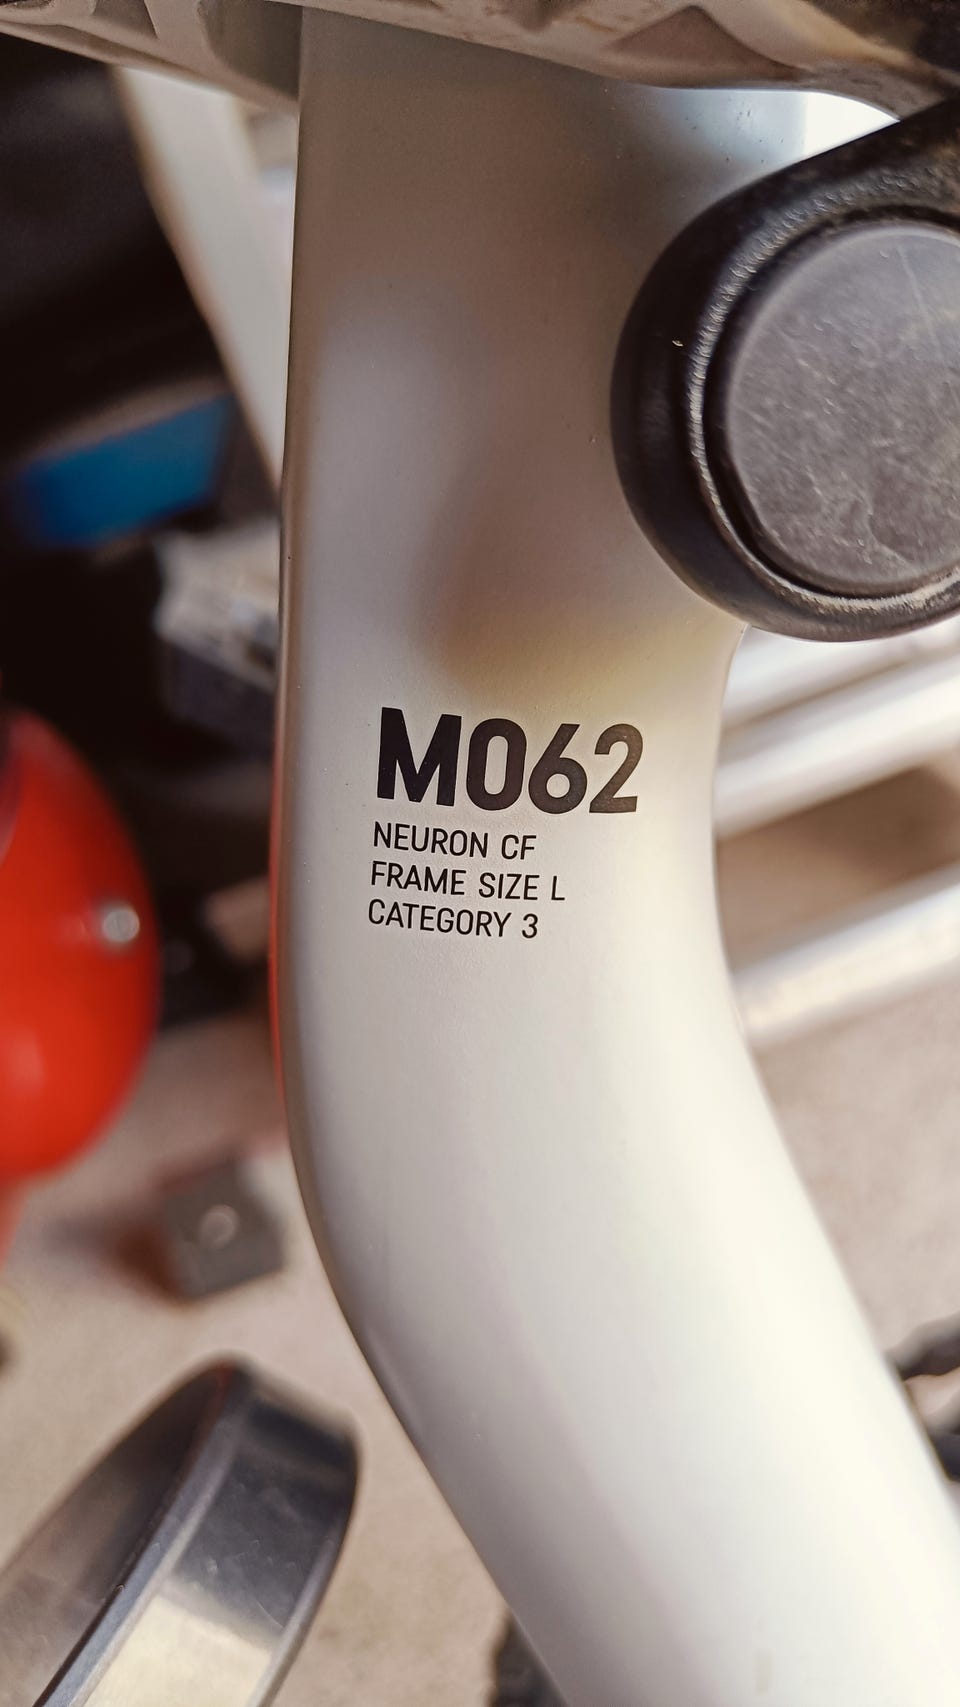 M062
NEURON CF
FRAME SIZE L
CATEGORY 3